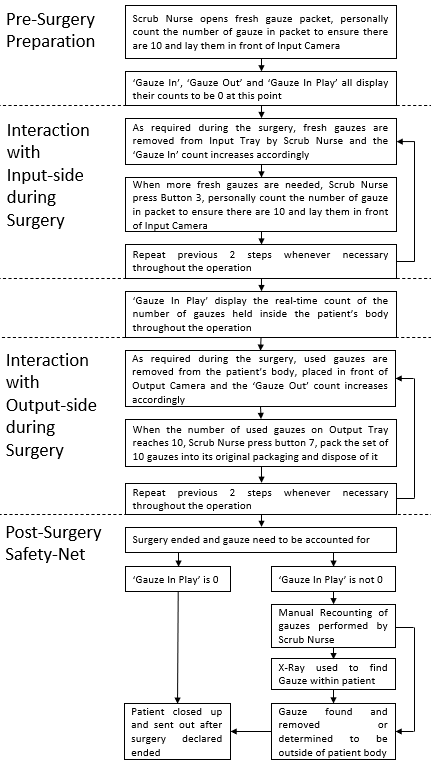 Pre-Surgery
Preparation
Scrub Nurse opens fresh gauze packet, personally
count the number of gauze in packet to ensure there
are 10 and lay them in front of Input Camera
‘Gauze In’, ‘Gauze Out’ and ‘Gauze In Play’ all display
their counts to be 0 at this point
Interaction
with
Input-side
during
Surgery
As required during the surgery, fresh gauzes are
removed from Input Tray by Scrub Nurse and the
‘Gauze In’ count increases accordingly
When more fresh gauzes are needed, Scrub Nurse
press Button 3, personally count the number of gauze
in packet to ensure there are 10 and lay them in front
of Input Camera
Repeat previous 2 steps whenever necessary
throughout the operation
‘Gauze In Play’ display the real-time count of the
number of gauzes held inside the patient’s body
throughout the operation
Interaction
with
Output-side
during
Surgery
As required during the surgery, used gauzes are
removed from the patient’s body, placed in front of
Output Camera and the ‘Gauze Out’ count increases
accordingly
When the number of used gauzes on Output Tray
reaches 10, Scrub Nurse press button 7, pack the set of
10 gauzes into its original packaging and dispose of it
Repeat previous 2 steps whenever necessary
throughout the operation
Post-Surgery
Safety-Net
Surgery ended and gauze need to be accounted for
‘Gauze In Play’ is 0
‘Gauze In Play’ is not 0
Manual Recounting of
gauzes performed by
Scrub Nurse
X-Ray used to find
Gauze within patient
Patient closed up
and sent out after
surgery declared
ended
Gauze found and
removed or
determined to be
outside of patient body